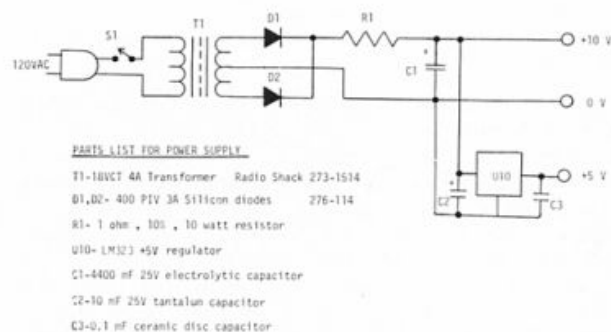 T1
D1
R1
+10 V
S1
120VAC
+
C1
D2
0 V
U10
+5 V
+
C2
C3
PARTS LIST FOR POWER SUPPLY
T1-18VCT 4A Transformer Radio Shack 273-1514
D1,D2- 400 PIV 3A Silicon diodes 276-114
R1- 1 ohm , 10% , 10 watt resistor
U10- LM323 +5V regulator
C1-4400 mF 25V electrolytic capacitor
C2-10 mF 25V tantalum capacitor
C3-0.1 mF ceramic disc capacitor